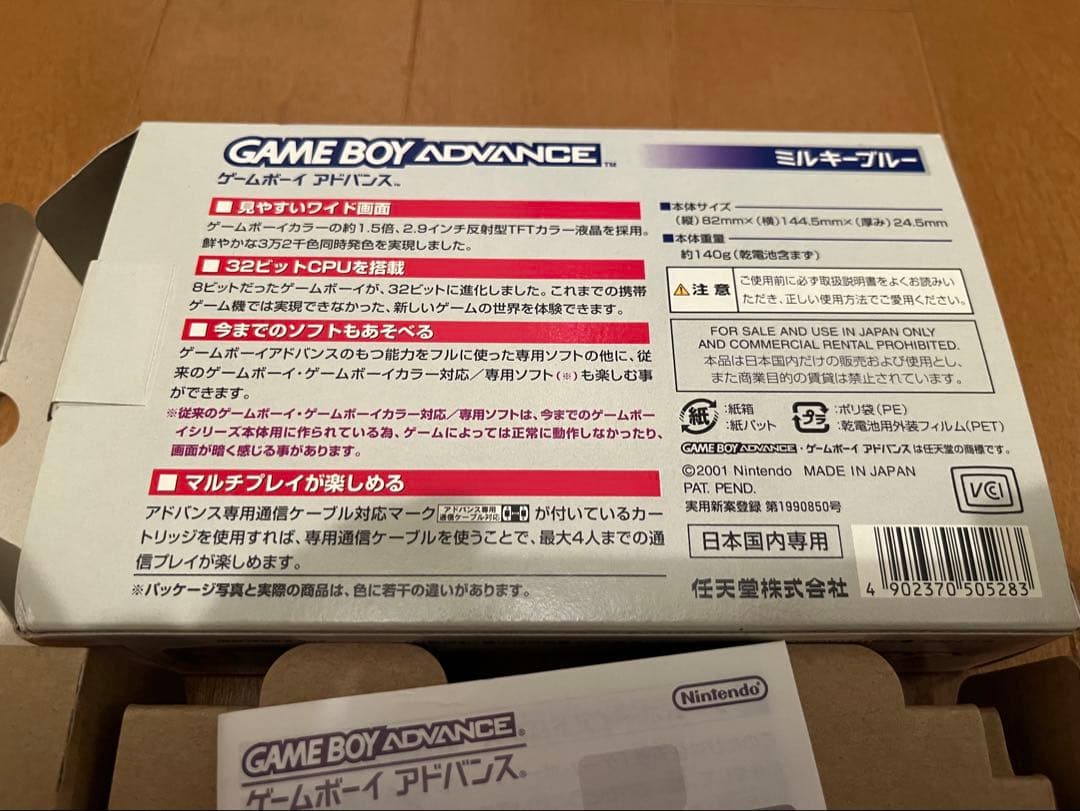 GAME BOY ADVANCE™
ゲームボーイ アドバンス™
ミルキーブルー
■ 見やすいワイド画面
ゲームボーイカラーの約1.5倍、2.9インチ反射型TFTカラー液晶を採用。
鮮やかな3万2千色同時発色を実現しました。
■ 32ビットCPUを搭載
8ビットだったゲームボーイが、32ビットに進化しました。これまでの携帯
ゲーム機では実現できなかった、新しいゲームの世界を体験できます。
■ 今までのソフトもあそべる
ゲームボーイアドバンスのもつ能力をフルに使った専用ソフトの他に、従
来のゲームボーイ・ゲームボーイカラー対応/専用ソフト(※)も楽しむ事
ができます。
※従来のゲームボーイ・ゲームボーイカラー対応/専用ソフトは、今までのゲームボー
イシリーズ本体用に作られている為、ゲームによっては正常に動作しなかったり、
画面が暗く感じる事があります。
■ マルチプレイが楽しめる
アドバンス専用通信ケーブル対応マーク アドバンス専用 通信ケーブル対応 が付いているカー
トリッジを使用すれば、専用通信ケーブルを使うことで、最大4人までの通
信プレイが楽しめます。
※パッケージ写真と実際の商品は、色に若干の違いがあります。
■本体サイズ
(縦)82mm×(横)144.5mm×(厚み)24.5mm
■本体重量
約140g(乾電池含まず)
⚠注意
ご使用前に必ず取扱説明書をよくお読みい
ただき、正しい使用方法でご愛用ください。
FOR SALE AND USE IN JAPAN ONLY
AND COMMERCIAL RENTAL PROHIBITED.
本品は日本国内だけの販売および使用とし、
また商業目的の賃貸は禁止されています。
紙 :紙箱
:紙パット
プラ :ポリ袋(PE)
:乾電池用外装フィルム(PET)
GAME BOY ADVANCE・ゲームボーイ アドバンスは任天堂の商標です。
©2001 Nintendo MADE IN JAPAN
PAT. PEND.
実用新案登録 第1990850号
VCI
日本国内専用
任天堂株式会社
4 902370 505283
Nintendo®
GAME BOY ADVANCE®
ゲームボーイ アドバンス®